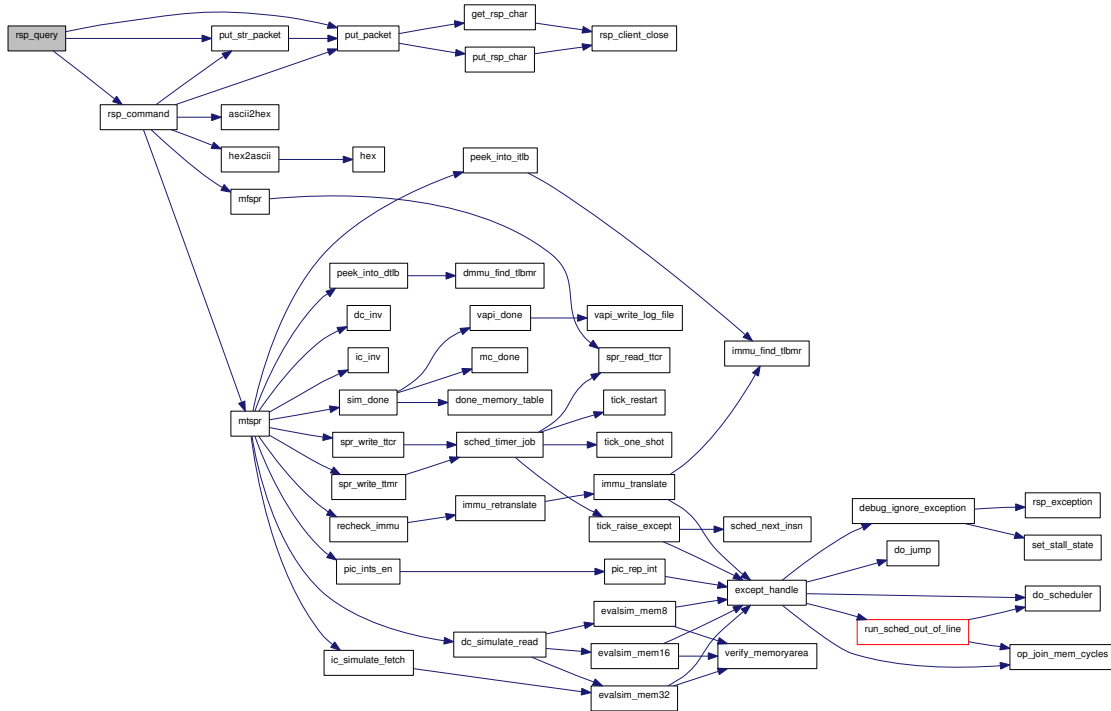 rsp_query
put_str_packet
put_packet
get_rsp_char
put_rsp_char
rsp_client_close
rsp_command
ascii2hex
hex2ascii
hex
mfspr
peek_into_itlb
peek_into_dtlb
dmmu_find_tlbmr
dc_inv
vapi_done
vapi_write_log_file
ic_inv
mc_done
spr_read_ttcr
immu_find_tlbmr
sim_done
done_memory_table
tick_restart
mtspr
spr_write_ttcr
sched_timer_job
tick_one_shot
spr_write_ttmr
immu_translate
recheck_immu
immu_retranslate
tick_raise_except
sched_next_insn
debug_ignore_exception
rsp_exception
set_stall_state
do_jump
pic_ints_en
pic_rep_int
except_handle
do_scheduler
run_sched_out_of_line
evalsim_mem8
dc_simulate_read
evalsim_mem16
verify_memoryarea
op_join_mem_cycles
ic_simulate_fetch
evalsim_mem32